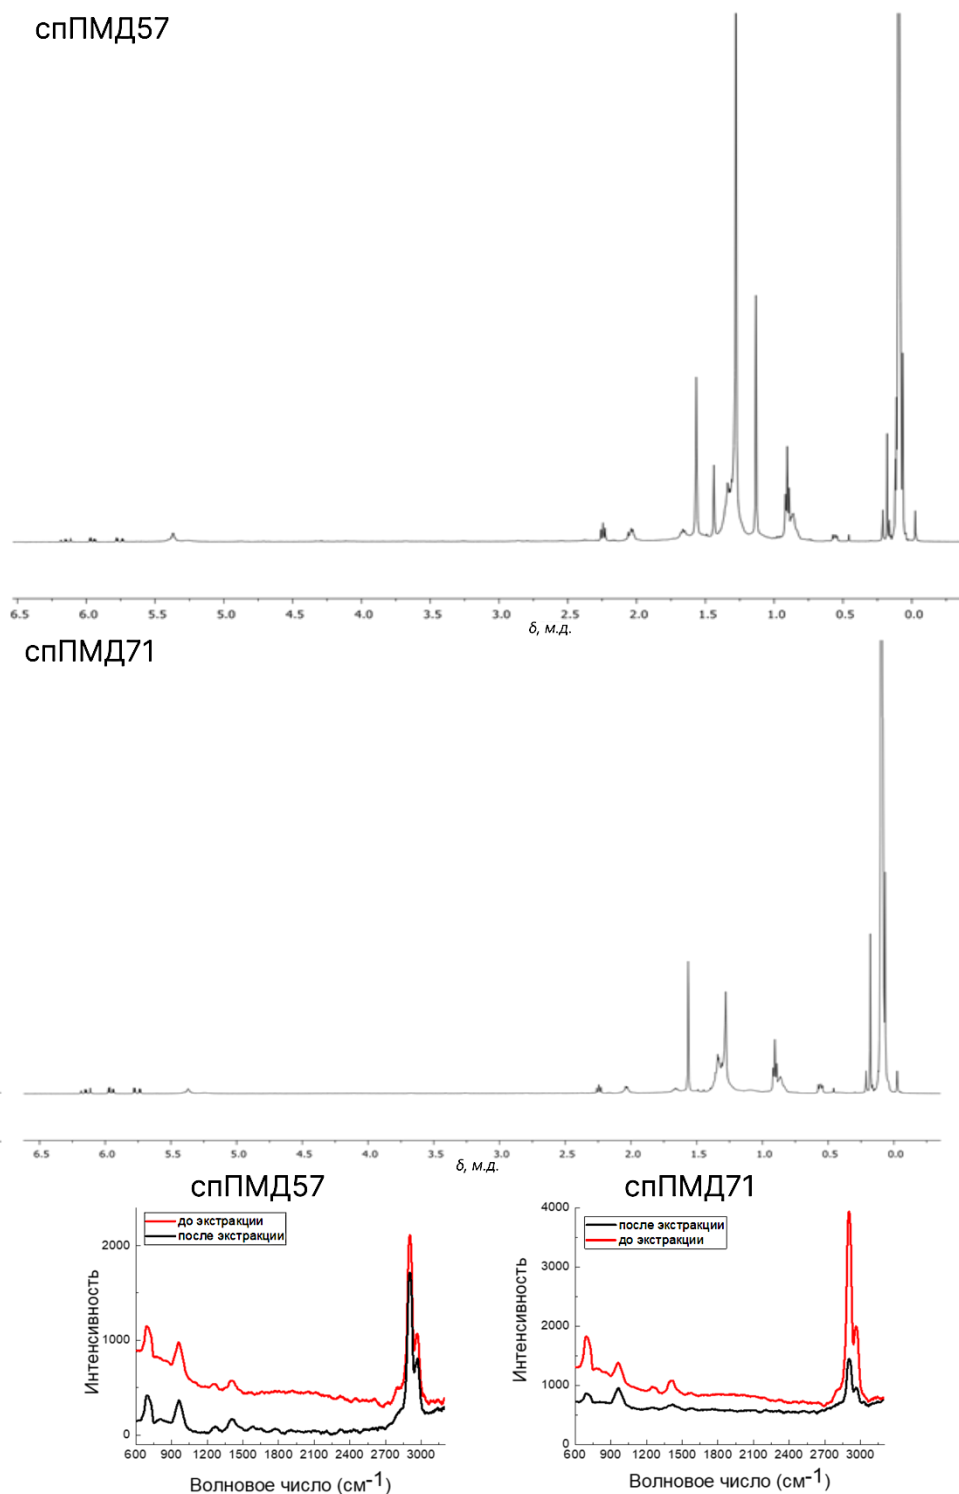 спПМД57
6.5 6.0 5.5 5.0 4.5 4.0 3.5 3.0 2.5 2.0 1.5 1.0 0.5 0.0
δ, м.д.
спПМД71
6.5 6.0 5.5 5.0 4.5 4.0 3.5 3.0 2.5 2.0 1.5 1.0 0.5 0.0
δ, м.д.
спПМД57
до экстракции
после экстракции
2000
1000
0
Интенсивность
600 900 1200 1500 1800 2100 2400 2700 3000
Волновое число (см-1)
спПМД71
4000
после экстракции
до экстракции
3000
2000
1000
0
Интенсивность
600 900 1200 1500 1800 2100 2400 2700 3000
Волновое число (см-1)